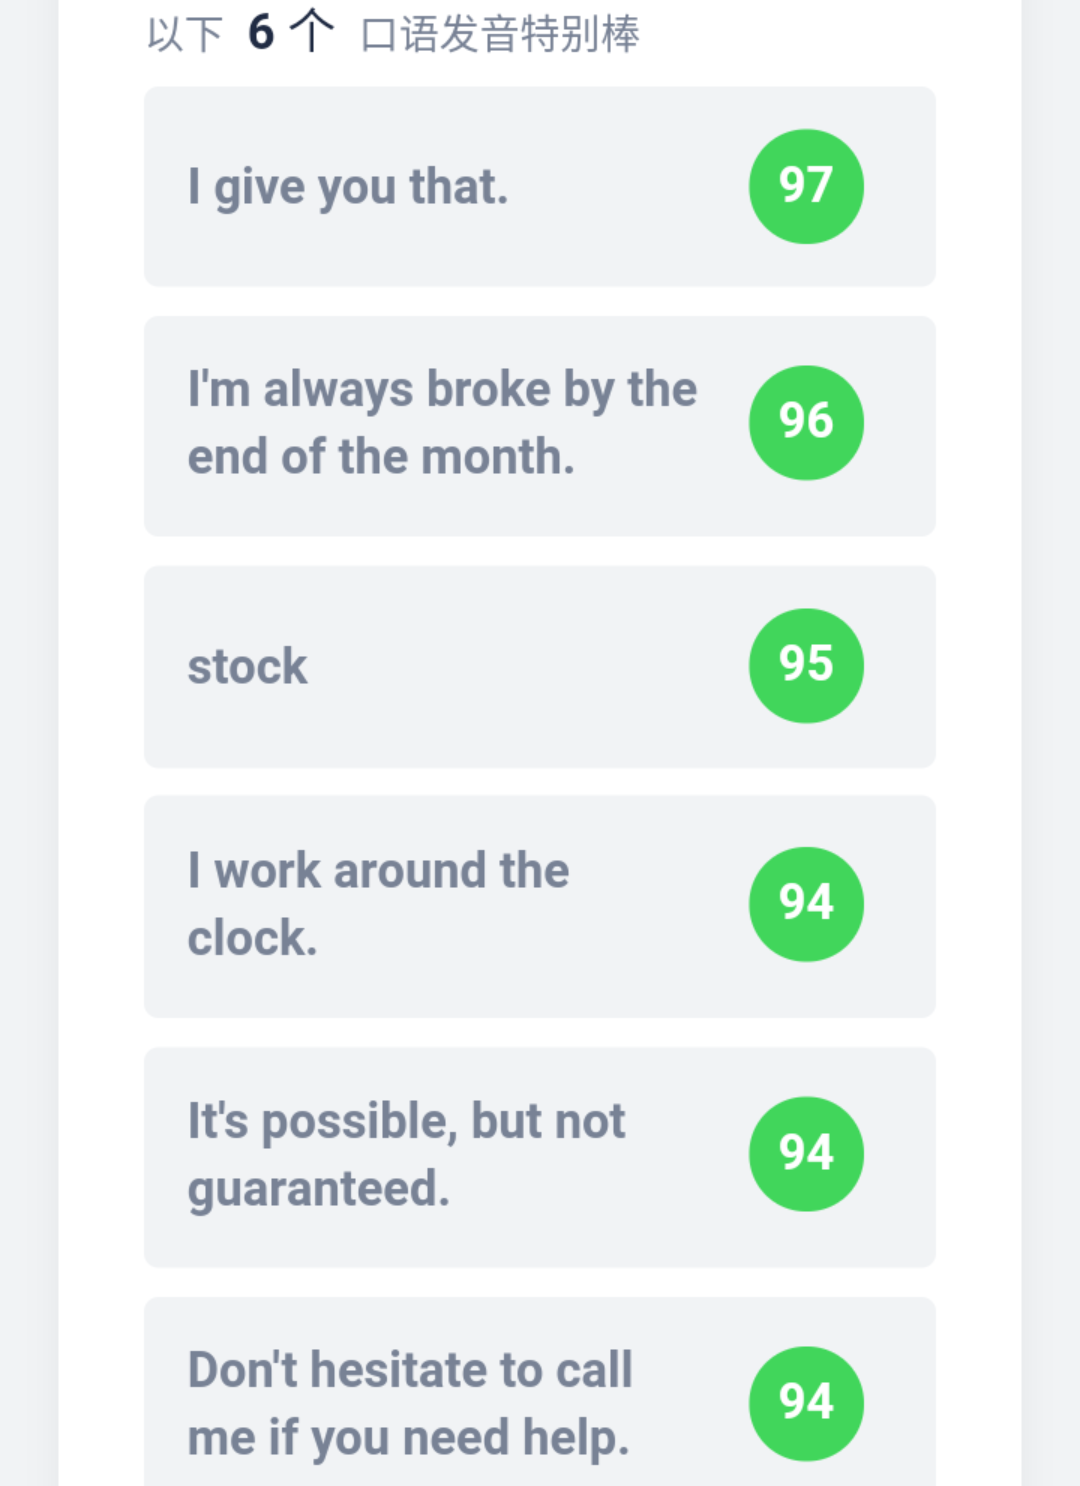 以下 6 个 口语发音特别棒
I give you that.
97
I'm always broke by the
end of the month.
96
stock
95
I work around the
clock.
94
It's possible, but not
guaranteed.
94
Don't hesitate to call
me if you need help.
94